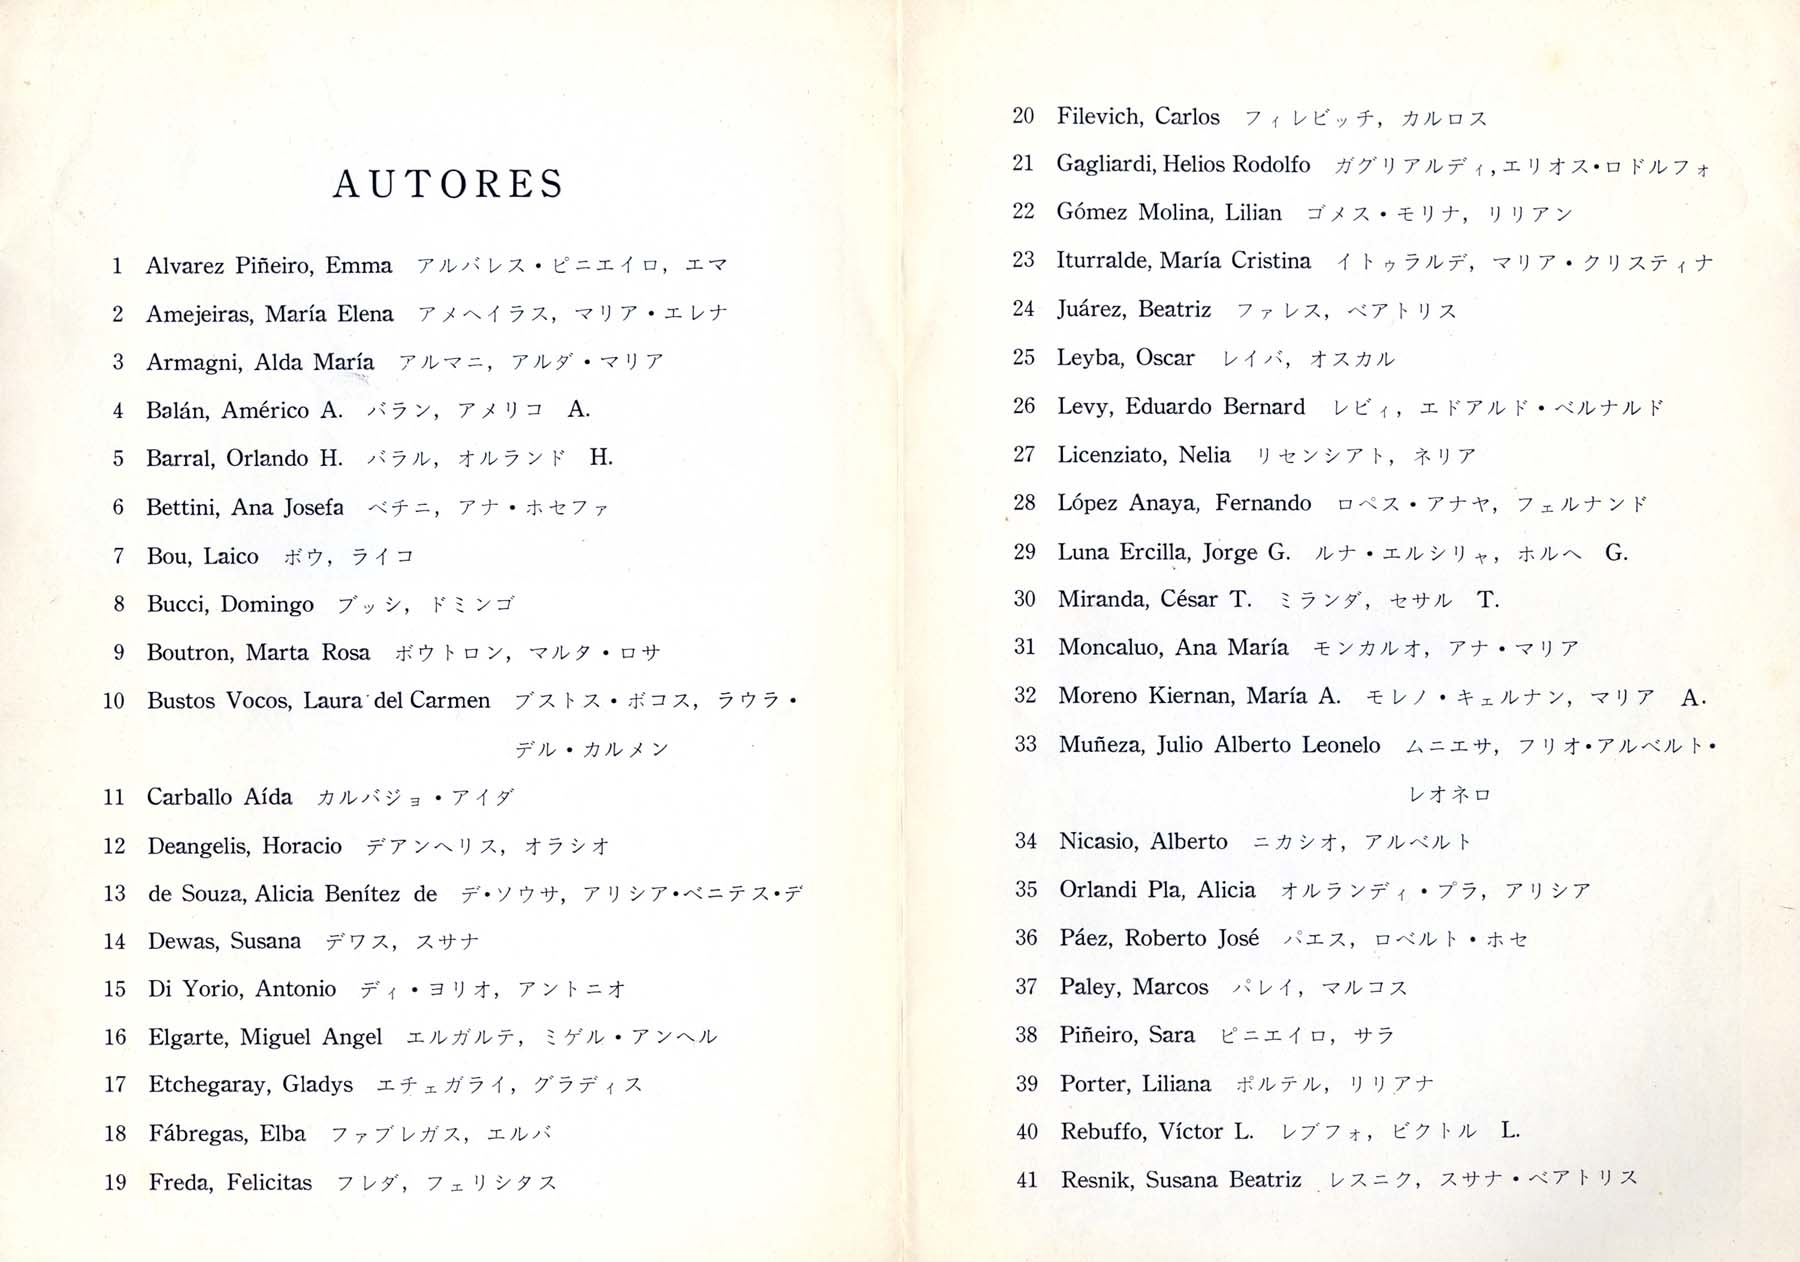 AUTORES
1 Alvarez Piñeiro, Emma アルバレス・ピニエイロ, エマ
2 Amejeiras, María Elena アメヘイラス, マリア・エレナ
3 Armagni, Alda María アルマニ, アルダ・マリア
4 Balán, Américo A. バラン, アメリコ A.
5 Barral, Orlando H. バラル, オルランド H.
6 Bettini, Ana Josefa ベチニ, アナ・ホセファ
7 Bou, Laico ボウ, ライコ
8 Bucci, Domingo ブッシ, ドミンゴ
9 Boutron, Marta Rosa ボウトロン, マルタ・ロサ
10 Bustos Vocos, Laura del Carmen ブストス・ボコス, ラウラ・
デル・カルメン
11 Carballo Aída カルバジョ・アイダ
12 Deangelis, Horacio デアンヘリス, オラシオ
13 de Souza, Alicia Benítez de デ・ソウサ, アリシア・ベニテス・デ
14 Dewas, Susana デワス, スサナ
15 Di Yorio, Antonio ディ・ヨリオ, アントニオ
16 Elgarte, Miguel Angel エルガルテ, ミゲル・アンヘル
17 Etchegaray, Gladys エチェガライ, グラディス
18 Fábregas, Elba ファブレガス, エルバ
19 Freda, Felicitas フレダ, フェリシタス
20 Filevich, Carlos フィレビッチ, カルロス
21 Gagliardi, Helios Rodolfo ガグリアルディ, エリオス・ロドルフォ
22 Gómez Molina, Lilian ゴメス・モリナ, リリアン
23 Iturralde, María Cristina イトゥラルデ, マリア・クリスティナ
24 Juárez, Beatriz ファレス, ベアトリス
25 Leyba, Oscar レイバ, オスカル
26 Levy, Eduardo Bernard レビィ, エドアルド・ベルナルド
27 Licenziato, Nelia リセンシアト, ネリア
28 López Anaya, Fernando ロペス・アナヤ, フェルナンド
29 Luna Ercilla, Jorge G. ルナ・エルシリャ, ホルヘ G.
30 Miranda, César T. ミランダ, セサル T.
31 Moncaluo, Ana María モンカルオ, アナ・マリア
32 Moreno Kiernan, María A. モレノ・キェルナン, マリア A.
33 Muñeza, Julio Alberto Leonelo ムニエサ, フリオ・アルベルト・
レオネロ
34 Nicasio, Alberto ニカシオ, アルベルト
35 Orlandi Pla, Alicia オルランディ・プラ, アリシア
36 Páez, Roberto José パエス, ロベルト・ホセ
37 Paley, Marcos パレイ, マルコス
38 Piñeiro, Sara ピニエイロ, サラ
39 Porter, Liliana ポルテル, リリアナ
40 Rebuffo, Víctor L. レブフォ, ビクトル L.
41 Resnik, Susana Beatriz レスニク, スサナ・ベアトリス